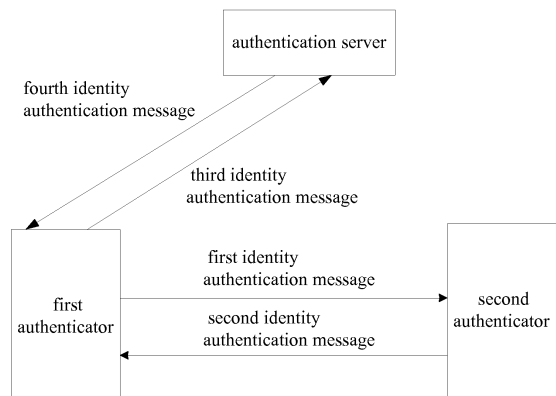 authentication server
fourth identity
authentication message
third identity
authentication message
first identity
authentication message
first
authenticator
second
authenticator
second identity
authentication message